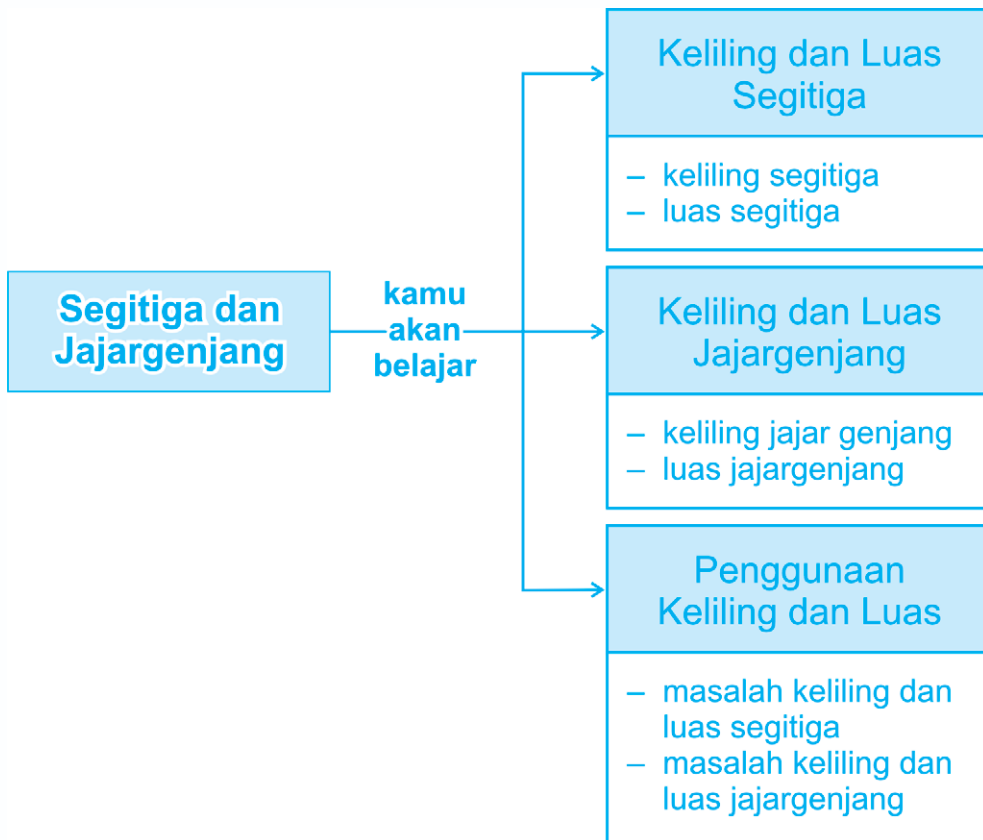 Segitiga dan
Jajargenjang
kamu
akan
belajar
Keliling dan Luas
Segitiga
– keliling segitiga
– luas segitiga
Keliling dan Luas
Jajargenjang
– keliling jajar genjang
– luas jajargenjang
Penggunaan
Keliling dan Luas
– masalah keliling dan
luas segitiga
– masalah keliling dan
luas jajargenjang